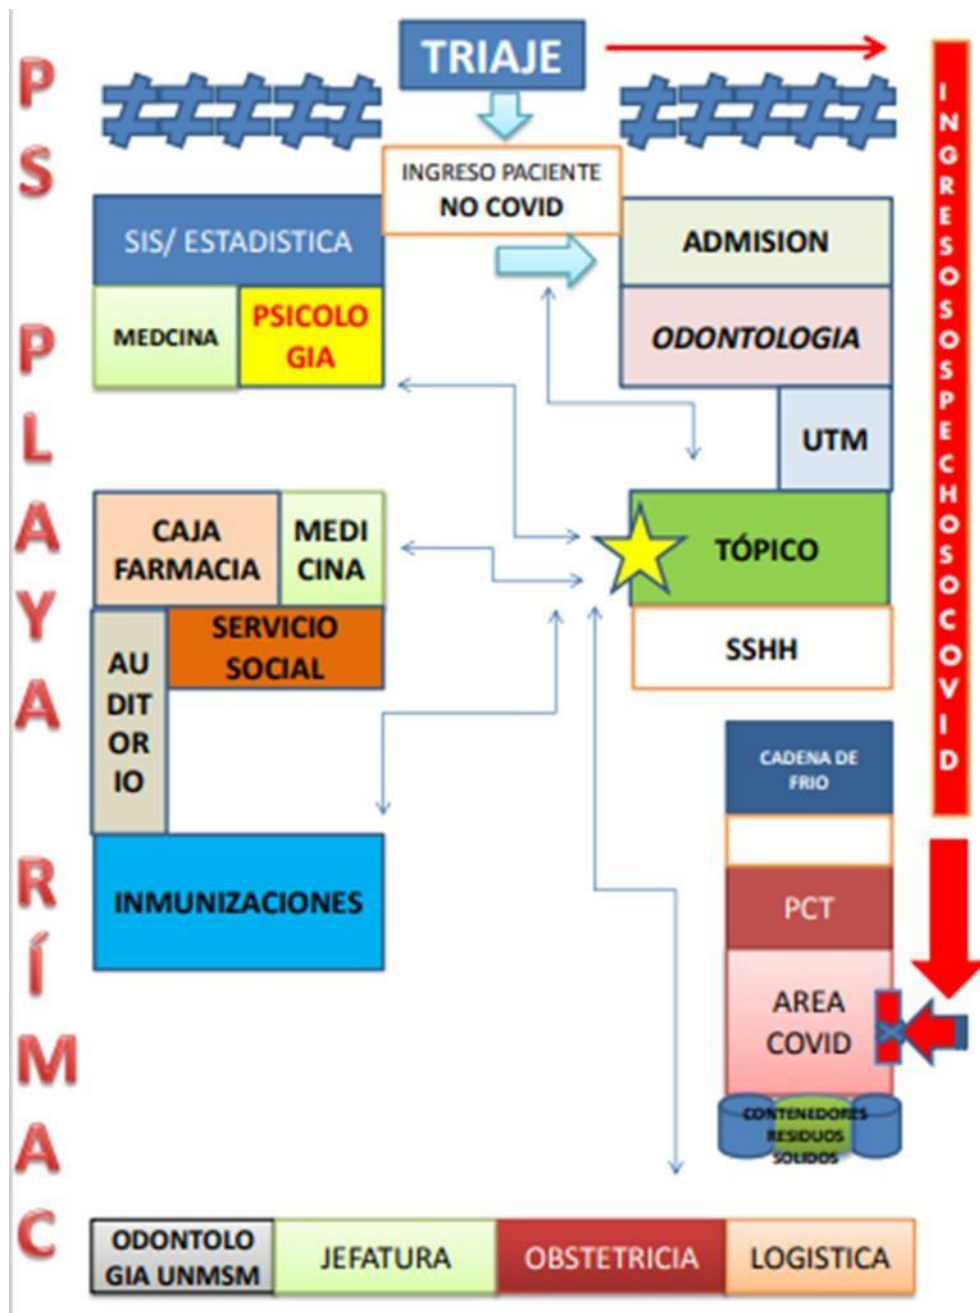 PS PLAYA RÍMAC
TRIAJE
INGRESO PACIENTE
NO COVID
INGRESOSOSPECHOSOCOVID
SIS/ ESTADISTICA
ADMISION
MEDCINA
PSICOLO
GIA
ODONTOLOGIA
UTM
CAJA
FARMACIA
MEDI
CINA
TÓPICO
SERVICIO
SOCIAL
SSHH
AU
DIT
OR
IO
CADENA DE
FRIO
INMUNIZACIONES
PCT
AREA
COVID
CONTENEDORES
RESIDUOS
SOLIDOS
ODONTOLO
GIA UNMSM
JEFATURA
OBSTETRICIA
LOGISTICA